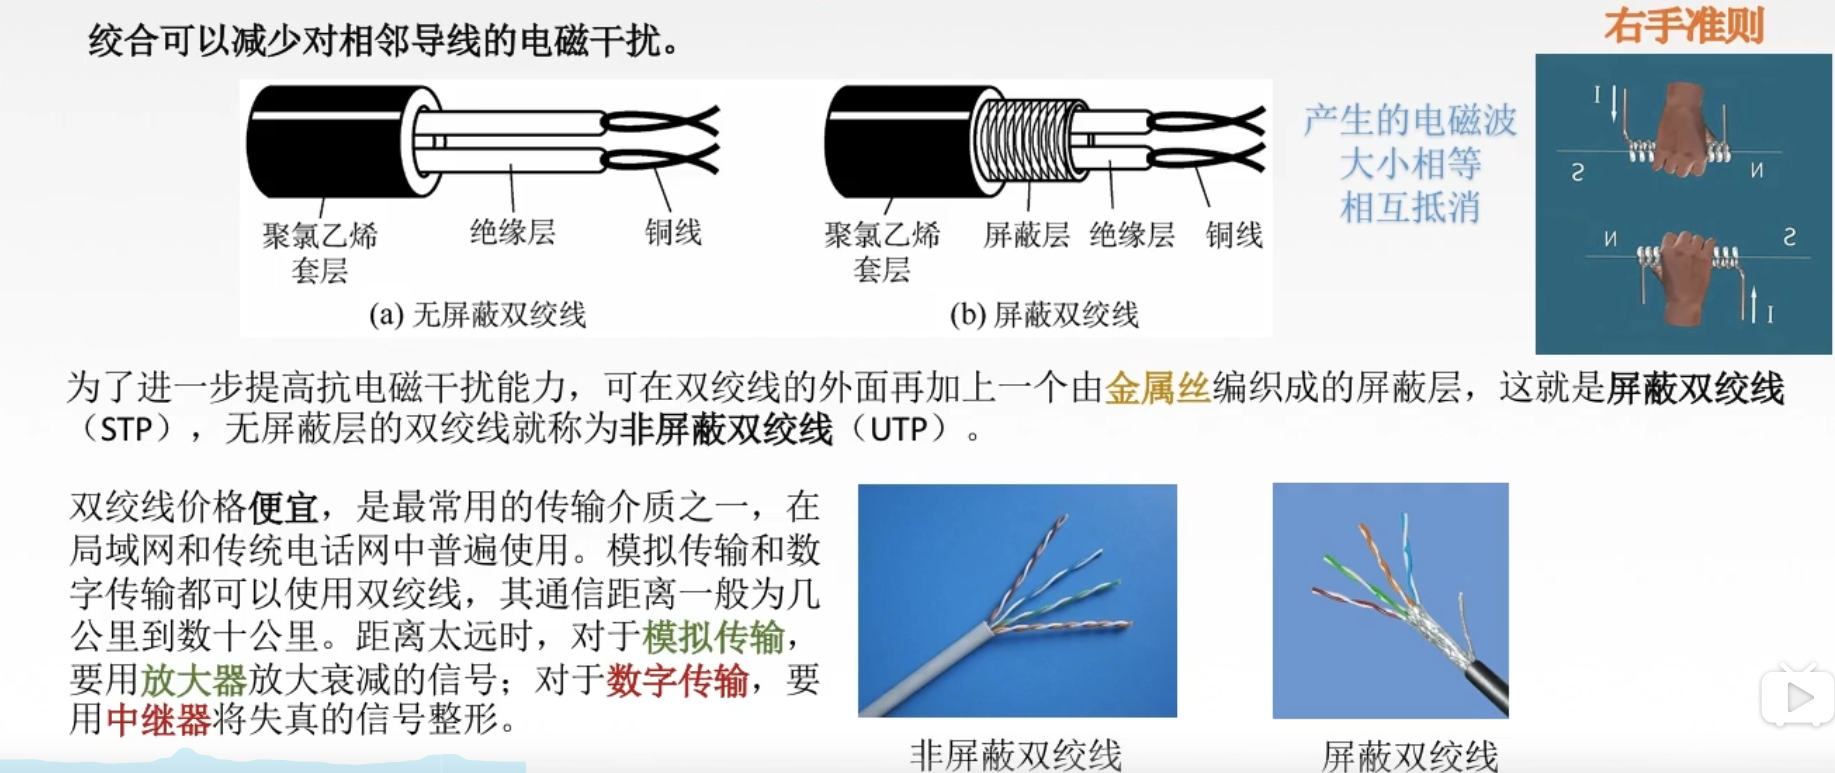 绞合可以减少对相邻导线的电磁干扰。
右手准则
聚氯乙烯
套层
绝缘层
铜线
(a) 无屏蔽双绞线
聚氯乙烯
套层
屏蔽层
绝缘层
铜线
(b) 屏蔽双绞线
产生的电磁波
大小相等
相互抵消
I
S
N
N
S
I
为了进一步提高抗电磁干扰能力，可在双绞线的外面再加上一个由金属丝编织成的屏蔽层，这就是屏蔽双绞线
（STP），无屏蔽层的双绞线就称为非屏蔽双绞线（UTP）。
双绞线价格便宜，是最常用的传输介质之一，在
局域网和传统电话网中普遍使用。模拟传输和数
字传输都可以使用双绞线，其通信距离一般为几
公里到数十公里。距离太远时，对于模拟传输，
要用放大器放大衰减的信号；对于数字传输，要
用中继器将失真的信号整形。
非屏蔽双绞线
屏蔽双绞线